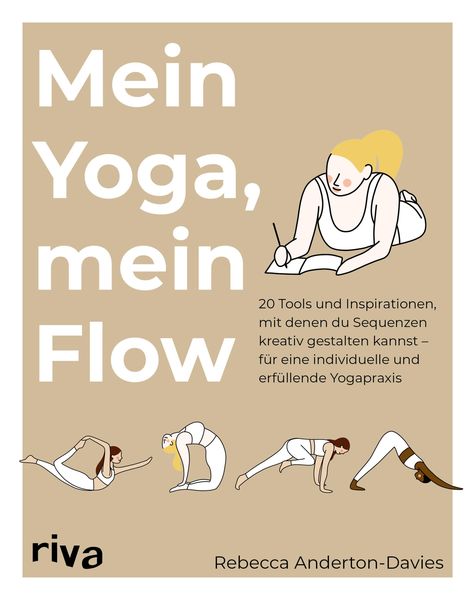 Mein
Yoga,
mein
Flow
20 Tools und Inspirationen,
mit denen du Sequenzen
kreativ gestalten kannst –
für eine individuelle und
erfüllende Yogapraxis
riva
Rebecca Anderton-Davies